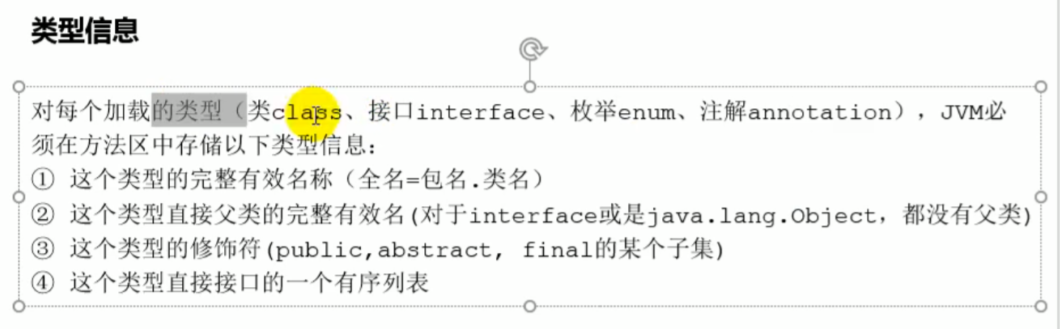 类型信息
对每个加载的类型（类class、接口interface、枚举enum、注解annotation），JVM必
须在方法区中存储以下类型信息：
① 这个类型的完整有效名称（全名=包名.类名）
② 这个类型直接父类的完整有效名(对于interface或是java.lang.Object，都没有父类)
③ 这个类型的修饰符(public,abstract, final的某个子集)
④ 这个类型直接接口的一个有序列表